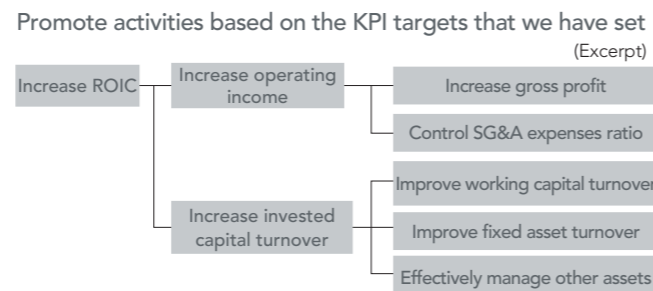 Promote activities based on the KPI targets that we have set
(Excerpt)
Increase ROIC
Increase operating
income
Increase gross profit
Control SG&A expenses ratio
Increase invested
capital turnover
Improve working capital turnover
Improve fixed asset turnover
Effectively manage other assets